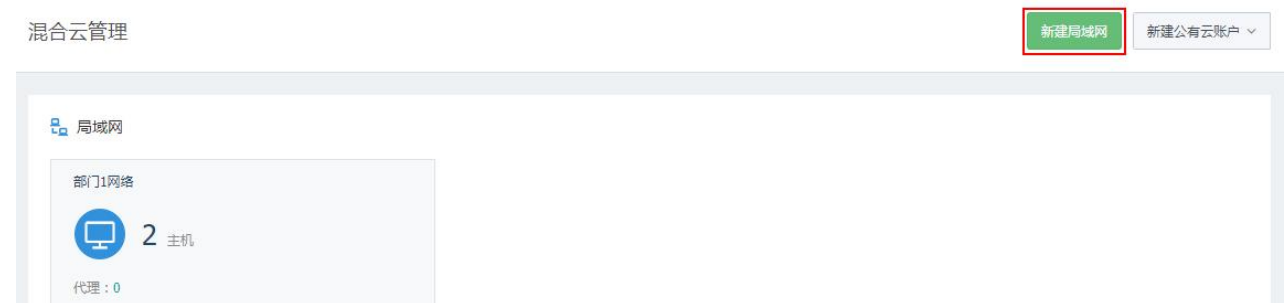 混合云管理
新建局域网
新建公有云账户
局域网
部门1网络
2 主机
代理：0